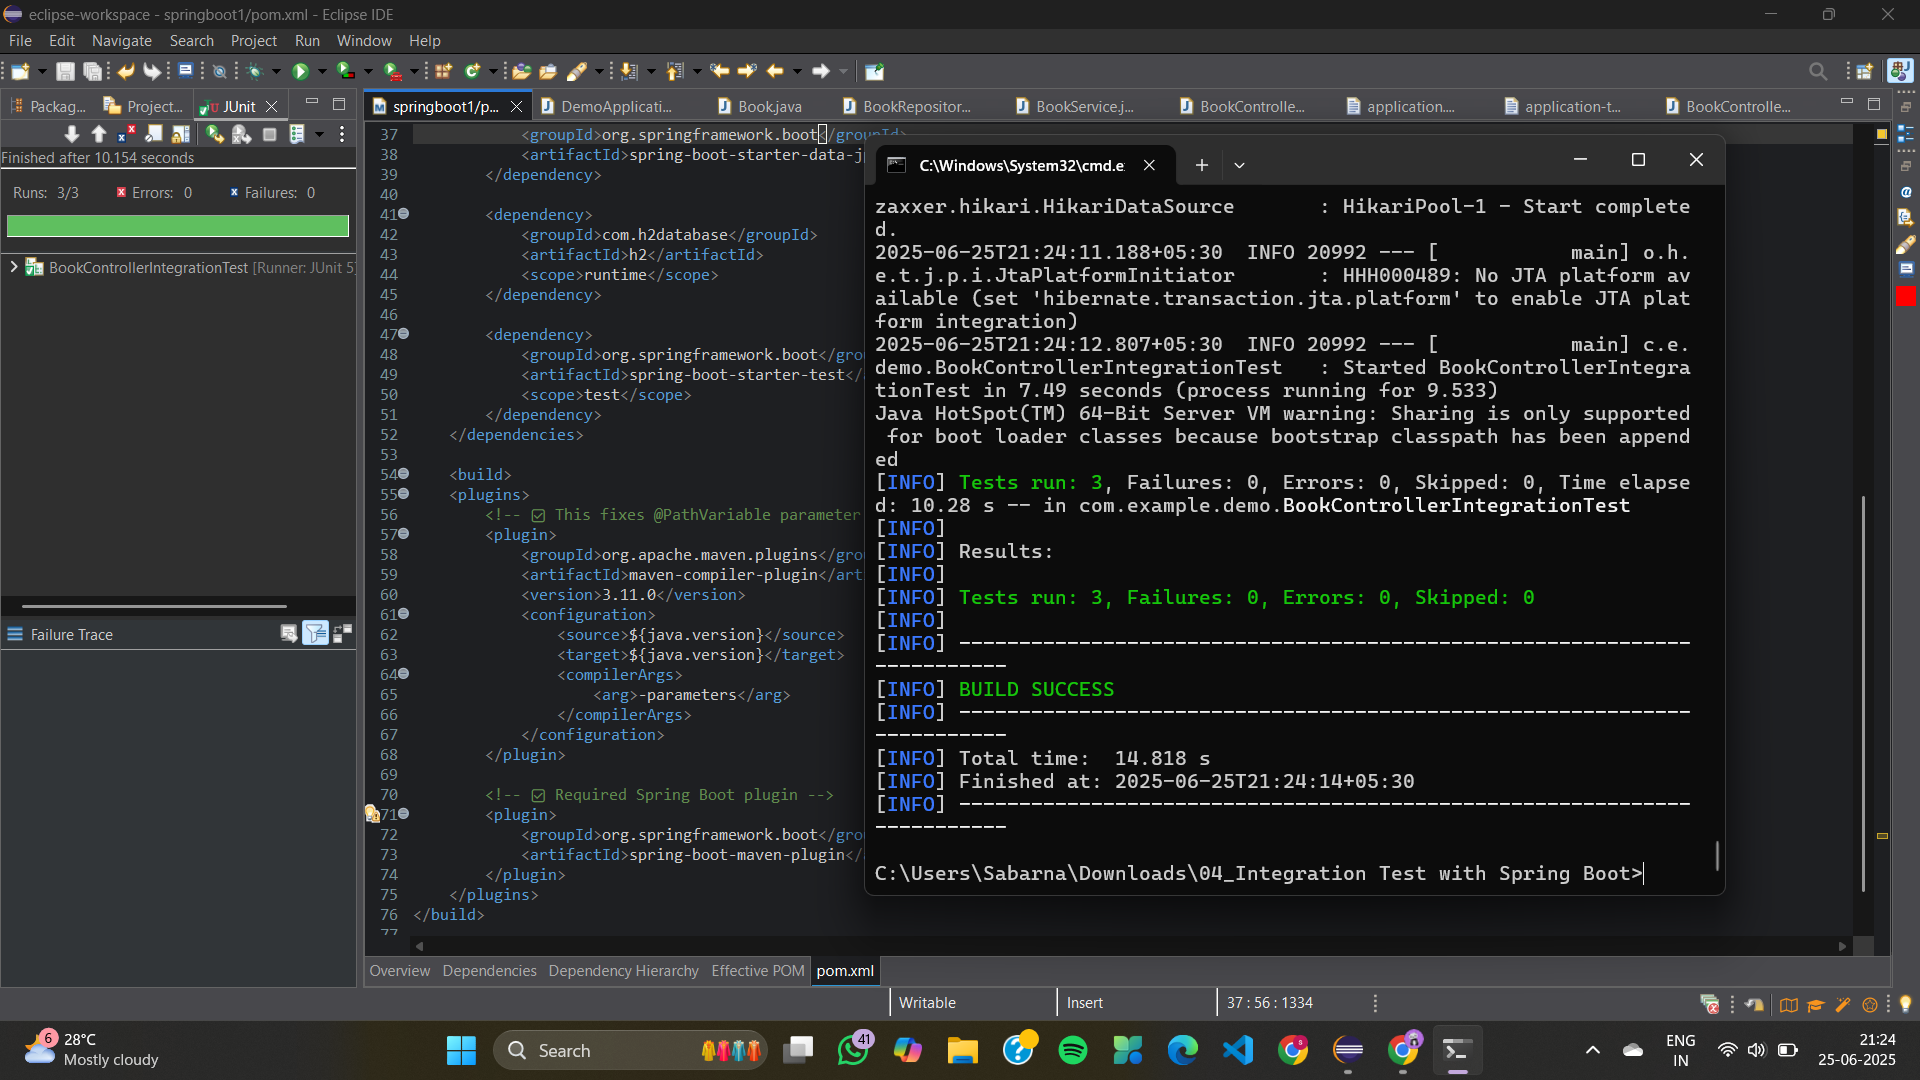 eclipse-workspace - springboot1/pom.xml - Eclipse IDE
File Edit Navigate Search Project Run Window Help
Packag... Project... JUnit
springboot1/p... DemoApplicati... Book.java BookRepositor... BookService.j... BookControlle... application.... application-t... BookControlle...
Finished after 10.154 seconds
Runs: 3/3 Errors: 0 Failures: 0
BookControllerIntegrationTest [Runner: JUnit 5]
Failure Trace
37 <groupId>org.springframework.boot</groupId>
38 <artifactId>spring-boot-starter-data-jp
39 </dependency>
40
41 <dependency>
42 <groupId>com.h2database</groupId>
43 <artifactId>h2</artifactId>
44 <scope>runtime</scope>
45 </dependency>
46
47 <dependency>
48 <groupId>org.springframework.boot</grou
49 <artifactId>spring-boot-starter-test</
50 <scope>test</scope>
51 </dependency>
52 </dependencies>
53
54 <build>
55 <plugins>
56 <!-- ✅ This fixes @PathVariable parameter
57 <plugin>
58 <groupId>org.apache.maven.plugins</grou
59 <artifactId>maven-compiler-plugin</art
60 <version>3.11.0</version>
61 <configuration>
62 <source>${java.version}</source>
63 <target>${java.version}</target>
64 <compilerArgs>
65 <arg>-parameters</arg>
66 </compilerArgs>
67 </configuration>
68 </plugin>
69
70 <!-- ✅ Required Spring Boot plugin -->
71 <plugin>
72 <groupId>org.springframework.boot</grou
73 <artifactId>spring-boot-maven-plugin</
74 </plugin>
75 </plugins>
76 </build>
77
C:\Windows\System32\cmd.e
zaxxer.hikari.HikariDataSource : HikariPool-1 - Start complete
d.
2025-06-25T21:24:11.188+05:30 INFO 20992 --- [ main] o.h.
e.t.j.p.i.JtaPlatformInitiator : HHH000489: No JTA platform av
ailable (set 'hibernate.transaction.jta.platform' to enable JTA plat
form integration)
2025-06-25T21:24:12.807+05:30 INFO 20992 --- [ main] c.e.
demo.BookControllerIntegrationTest : Started BookControllerIntegra
tionTest in 7.49 seconds (process running for 9.533)
Java HotSpot(TM) 64-Bit Server VM warning: Sharing is only supported
for boot loader classes because bootstrap classpath has been append
ed
[INFO] Tests run: 3, Failures: 0, Errors: 0, Skipped: 0, Time elapse
d: 10.28 s -- in com.example.demo.BookControllerIntegrationTest
[INFO]
[INFO] Results:
[INFO]
[INFO] Tests run: 3, Failures: 0, Errors: 0, Skipped: 0
[INFO]
[INFO] -------------------------------------------------------------
-----------
[INFO] BUILD SUCCESS
[INFO] -------------------------------------------------------------
-----------
[INFO] Total time: 14.818 s
[INFO] Finished at: 2025-06-25T21:24:14+05:30
[INFO] -------------------------------------------------------------
-----------
C:\Users\Sabarna\Downloads\04_Integration Test with Spring Boot>
Overview Dependencies Dependency Hierarchy Effective POM pom.xml
Writable Insert 37 : 56 : 1334
6 28°C
Mostly cloudy
Search
41
ENG
IN
21:24
25-06-2025